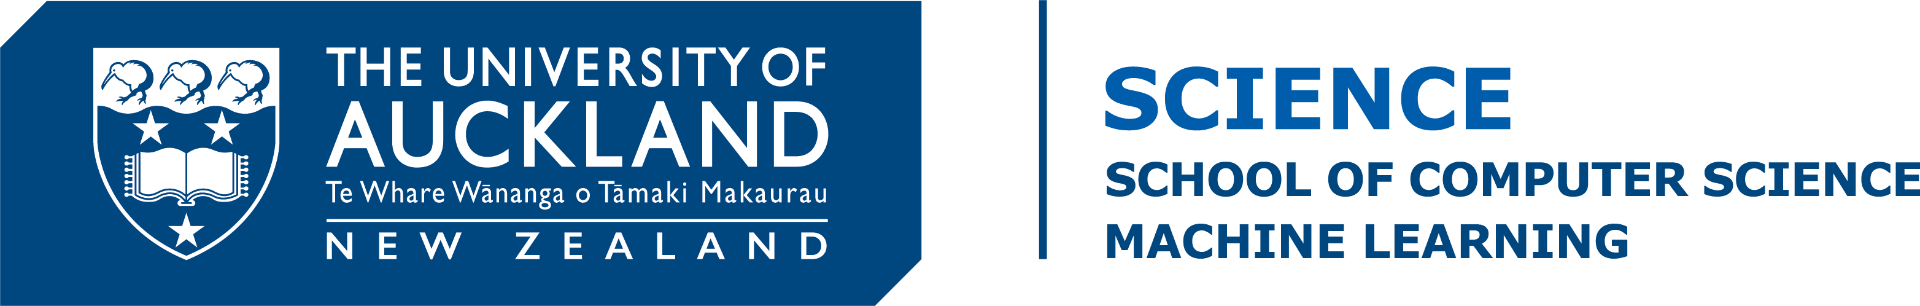 THE UNIVERSITY OF
AUCKLAND
Te Whare Wānanga o Tāmaki Makaurau
NEW ZEALAND
SCIENCE
SCHOOL OF COMPUTER SCIENCE
MACHINE LEARNING